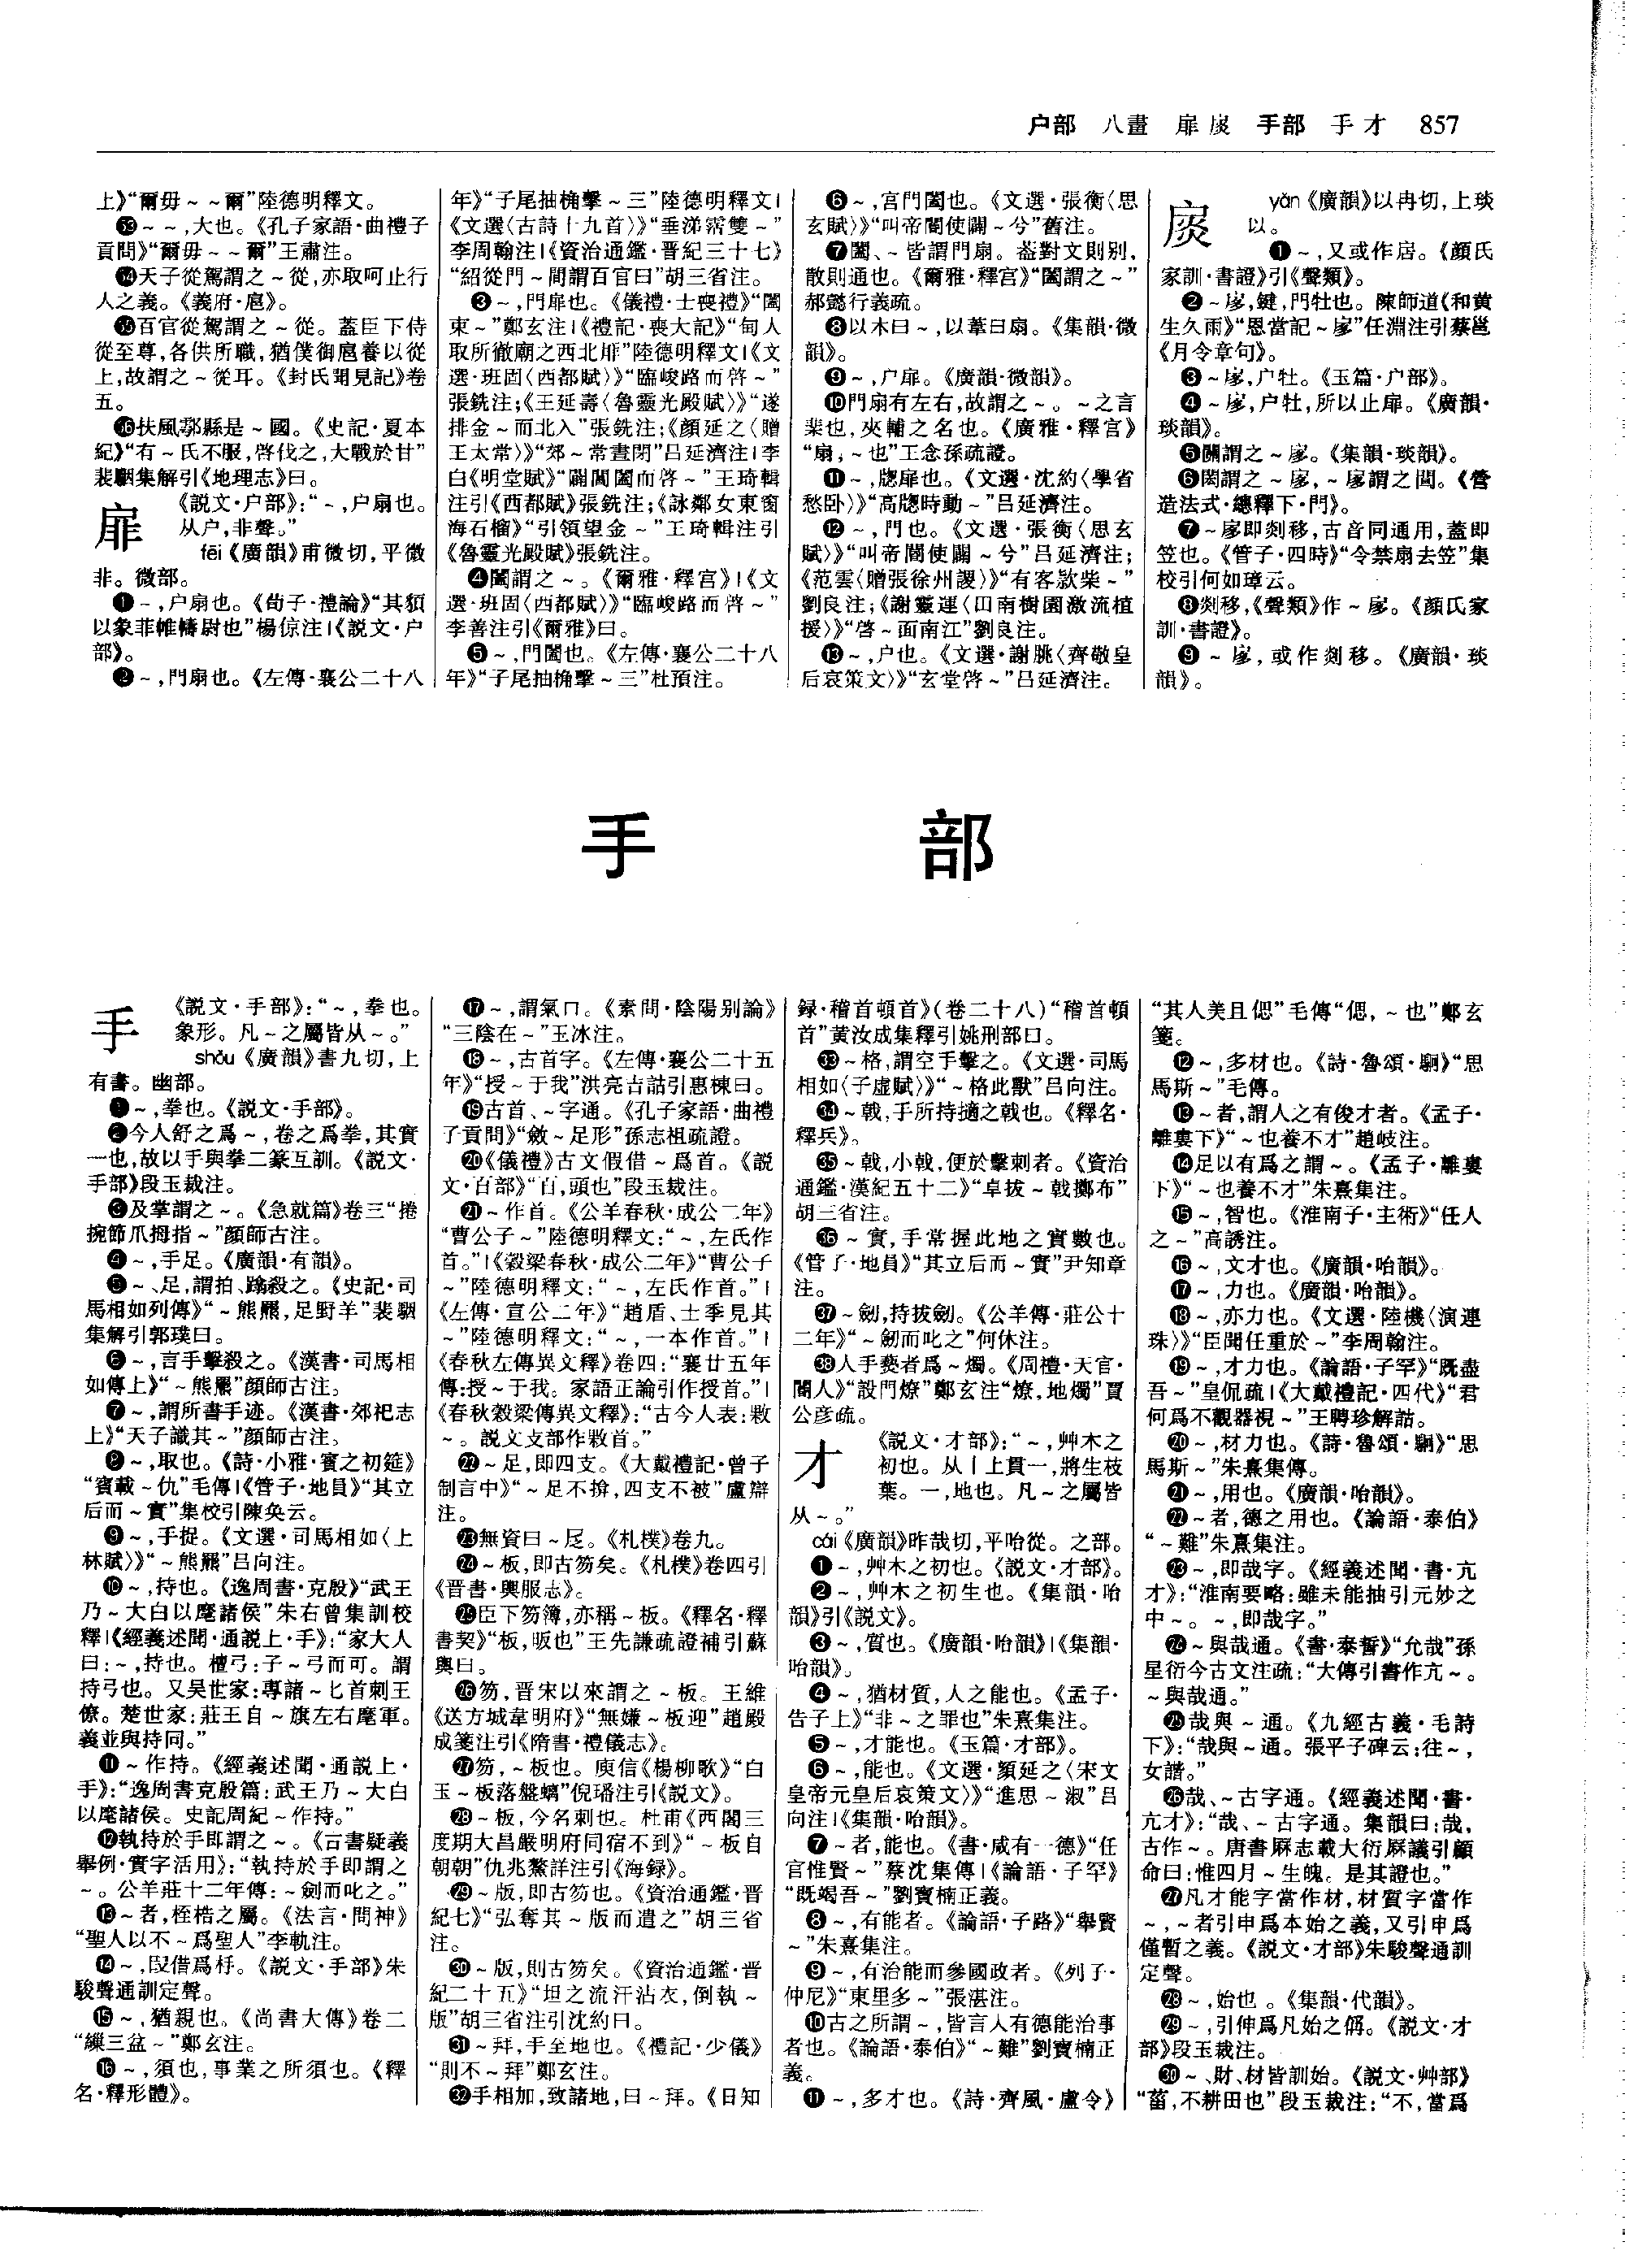 户部 八畫 扉扊 手部 手才 857
上》“爾毋~~爾”陸德明釋文。
㊳~~,大也。《孔子家語·曲禮子
貢問》“爾毋~~爾”王肅注。
天子從駕謂之~從,亦取呵止行
人之義。《義府·扈》。
百官從駕謂之~從。蓋臣下侍
從至尊,各供所職,猶僕御扈養以從
上,故謂之~從耳。《封氏聞見記》卷
五。
扶風鄠縣是~國。《史記·夏本
紀》“有~氏不服,啓伐之,大戰於甘”
裴駰集解引《地理志》曰。
扉
《説文·户部》:“~,户扇也。
从户,非聲。”
fēi《廣韻》甫微切,平微
非。微部。
❶~,户扇也。《荀子·禮論》“其䫇
以象菲帷幬尉也”楊倞注|《説文·户
部》。
❷~,門扇也。《左傳·襄公二十八
年》“子尾抽桷擊~三”陸德明釋文|
《文選〈古詩十九首〉》“垂涕霑雙~”
李周翰注|《資治通鑑·晋紀三十七》
“紹從門~間謂百官曰”胡三省注。
❸~,門扉也。《儀禮·士喪禮》“闔
東~”鄭玄注|《禮記·喪大記》“甸人
取所徹廟之西北厞”陸德明釋文|《文
選·班固〈西都賦〉》“臨峻路而啓~”
張銑注;《王延壽〈魯靈光殿賦〉》“遂
排金~而北入”張銑注;《顔延之〈贈
王太常〉》“郊~常晝閉”吕延濟注|李
白《明堂賦》“闢閶闔而啓~”王琦輯
注引《西都賦》張銑注;《詠鄰女東窗
海石榴》“引領望金~”王琦輯注引
《魯靈光殿賦》張銑注。
❹闔謂之~。《爾雅·釋宫》|《文
選·班固〈西都賦〉》“臨峻路而啓~”
李善注引《爾雅》曰。
❺~,門闔也。《左傳·襄公二十八
年》“子尾抽桷擊~三”杜預注。
❻~,宫門闔也。《文選·張衡〈思
玄賦〉》“叫帝閽使闢~兮”舊注。
❼闔、~皆謂門扇。葢對文則别,
散則通也。《爾雅·釋宫》“闔謂之~”
郝懿行義疏。
❽以木曰~,以葦曰扇。《集韻·微
韻》。
❾~,户扉。《廣韻·微韻》。
❿門扇有左右,故謂之~。~之言
棐也,夾輔之名也。《廣雅·釋宫》
“扇,~也”王念孫疏證。
⓫~,牕扉也。《文選·沈約〈學省
愁卧〉》“高牕時動~”吕延濟注。
⓬~,門也。《文選·張衡〈思玄
賦〉》“叫帝閽使闢~兮”吕延濟注;
《范雲〈贈張徐州謖〉》“有客款柴~”
劉良注;《謝靈運〈田南樹園激流植
援〉》“啓~面南江”劉良注。
⓭~,户也。《文選·謝朓〈齊敬皇
后哀策文〉》“玄堂啓~”吕延濟注。
扊
yǎn《廣韻》以冉切,上琰
以。
❶~,又或作扂。《顔氏
家訓·書證》引《聲類》。
❷~扅,鍵,門牡也。陳師道《和黄
生久雨》“恩當記~扅”任淵注引蔡邕
《月令章句》。
❸~扅,户牡。《玉篇·户部》。
❹~扅,户牡,所以止扉。《廣韻·
琰韻》。
❺關謂之~扅。《集韻·琰韻》。
❻閑謂之~扅,~扅謂之閂。《營
造法式·總釋下·門》。
❼~扅即剡移,古音同通用,蓋即
笠也。《管子·四時》“令禁扇去笠”集
校引何如璋云。
❽剡移,《聲類》作~扅。《顔氏家
訓·書證》。
❾~扅,或作剡移。《廣韻·琰
韻》。
手 部
手
《説文·手部》:“~,拳也。
象形。凡~之屬皆从~。”
shǒu《廣韻》書九切,上
有書。幽部。
❶~,拳也。《説文·手部》。
❷今人舒之爲~,卷之爲拳,其實
一也,故以手與拳二篆互訓。《説文·
手部》段玉裁注。
❸及掌謂之~。《急就篇》卷三“捲
捥節爪拇指~”顔師古注。
❹~,手足。《廣韻·有韻》。
❺~、足,謂拍、蹹殺之。《史記·司
馬相如列傳》“~熊羆,足野羊”裴駰
集解引郭璞曰。
❻~,言手擊殺之。《漢書·司馬相
如傳上》“~熊羆”顔師古注。
❼~,謂所書手迹。《漢書·郊祀志
上》“天子識其~”顔師古注。
❽~,取也。《詩·小雅·賓之初筵》
“賓載~仇”毛傳|《管子·地員》“其立
后而~實”集校引陳奂云。
❾~,手捉。《文選·司馬相如〈上
林賦〉》“~熊羆”吕向注。
❿~,持也。《逸周書·克殷》“武王
乃~大白以麾諸侯”朱右曾集訓校
釋|《經義述聞·通説上·手》:“家大人
曰:~,持也。檀弓:子~弓而可。謂
持弓也。又吴世家:專諸~匕首刺王
僚。楚世家:莊王自~旗左右麾軍。
義並與持同。”
⓫~作持。《經義述聞·通説上·
手》:“逸周書克殷篇:武王乃~大白
以麾諸侯。史記周紀~作持。”
⓬執持於手即謂之~。《古書疑義
舉例·實字活用》:“執持於手即謂之
~。公羊莊十二年傳:~劍而叱之。”
⓭~者,桎梏之屬。《法言·問神》
“聖人以不~爲聖人”李軌注。
⓮~,叚借爲杽。《説文·手部》朱
駿聲通訓定聲。
⓯~,猶親也。《尚書大傳》卷二
“繅三盆~”鄭玄注。
⓰~,須也,事業之所須也。《釋
名·釋形體》。
⓱~,謂氣口。《素問·陰陽别論》
“三陰在~”王冰注。
⓲~,古首字。《左傳·襄公二十五
年》“授~于我”洪亮吉詁引惠棟曰。
⓳古首、~字通。《孔子家語·曲禮
子貢問》“斂~足形”孫志祖疏證。
⓴《儀禮》古文假借~爲首。《説
文·𦣻部》“𦣻,頭也”段玉裁注。
㉑~作首。《公羊春秋·成公二年》
“曹公子~”陸德明釋文:“~,左氏作
首。”|《穀梁春秋·成公二年》“曹公子
~”陸德明釋文:“~,左氏作首。”|
《左傳·宣公二年》“趙盾、士季見其
~”陸德明釋文:“~,一本作首。”|
《春秋左傳異文釋》卷四:“襄廿五年
傳:授~于我。家語正論引作授首。”|
《春秋穀梁傳異文釋》:“古今人表:㪥
~。説文支部作㪥首。”
㉒~足,即四支。《大戴禮記·曾子
制言中》“~足不揜,四支不被”盧辯
注。
㉓無資曰~𡰢。《札樸》卷九。
㉔~板,即古笏矣。《札樸》卷四引
《晋書·輿服志》。
㉕臣下笏簿,亦稱~板。《釋名·釋
書契》“板,昄也”王先謙疏證補引蘇
輿曰。
㉖笏,晋宋以來謂之~板。王維
《送方城韋明府》“無嫌~板迎”趙殿
成箋注引《隋書·禮儀志》。
㉗笏,~板也。庾信《楊柳歌》“白
玉~板落盤螭”倪璠注引《説文》。
㉘~板,今名刺也。杜甫《西閣三
度期大昌嚴明府同宿不到》“~板自
朝朝”仇兆鰲詳注引《海録》。
㉙~版,即古笏也。《資治通鑑·晋
紀七》“弘奪其~版而遣之”胡三省
注。
㉚~版,則古笏矣。《資治通鑑·晋
紀二十五》“坦之流汗沾衣,倒執~
版”胡三省注引沈約曰。
㉛~拜,手至地也。《禮記·少儀》
“則不~拜”鄭玄注。
㉜手相加,致諸地,曰~拜。《日知
録·稽首頓首》(卷二十八)“稽首頓
首”黄汝成集釋引姚刑部曰。
㉝~格,謂空手擊之。《文選·司馬
相如〈子虚賦〉》“~格此獸”吕向注。
㉞~戟,手所持擿之戟也。《釋名·
釋兵》。
㉟~戟,小戟,便於擊刺者。《資治
通鑑·漢紀五十二》“卓拔~戟擲布”
胡三省注。
㊱~實,手常握此地之實數也。
《管子·地員》“其立后而~實”尹知章
注。
㊲~劍,持拔劍。《公羊傳·莊公十
二年》“~劒而叱之”何休注。
㊳人手爇者爲~燭。《周禮·天官·
閽人》“設門燎”鄭玄注“燎,地燭”賈
公彦疏。
才
《説文·才部》:“~,艸木之
初也。从丨上貫一,將生枝
葉。一,地也。凡~之屬皆
从~。”
cái《廣韻》昨哉切,平咍從。之部。
❶~,艸木之初也。《説文·才部》。
❷~,艸木之初生也。《集韻·咍
韻》引《説文》。
❸~,質也。《廣韻·咍韻》|《集韻·
咍韻》。
❹~,猶材質,人之能也。《孟子·
告子上》“非~之罪也”朱熹集注。
❺~,才能也。《玉篇·才部》。
❻~,能也。《文選·顔延之〈宋文
皇帝元皇后哀策文〉》“進思~淑”吕
向注|《集韻·咍韻》。
❼~者,能也。《書·咸有一德》“任
官惟賢~”蔡沈集傳|《論語·子罕》
“既竭吾~”劉寶楠正義。
❽~,有能者。《論語·子路》“舉賢
~”朱熹集注。
❾~,有治能而參國政者。《列子·
仲尼》“東里多~”張湛注。
❿古之所謂~,皆言人有德能治事
者也。《論語·泰伯》“~難”劉寶楠正
義。
⓫~,多才也。《詩·齊風·盧令》
“其人美且偲”毛傳“偲,~也”鄭玄
箋。
⓬~,多材也。《詩·魯頌·駉》“思
馬斯~”毛傳。
⓭~者,謂人之有俊才者。《孟子·
離婁下》“~也養不才”趙岐注。
⓮足以有爲之謂~。《孟子·離婁
下》“~也養不才”朱熹集注。
⓯~,智也。《淮南子·主術》“任人
之~”高誘注。
⓰~,文才也。《廣韻·咍韻》。
⓱~,力也。《廣韻·咍韻》。
⓲~,亦力也。《文選·陸機〈演連
珠〉》“臣聞任重於~”李周翰注。
⓳~,才力也。《論語·子罕》“既盡
吾~”皇侃疏|《大戴禮記·四代》“君
何爲不觀器視~”王聘珍解詁。
⓴~,材力也。《詩·魯頌·駉》“思
馬斯~”朱熹集傳。
㉑~,用也。《廣韻·咍韻》。
㉒~者,德之用也。《論語·泰伯》
“~難”朱熹集注。
㉓~,即哉字。《經義述聞·書·亢
才》:“淮南要略:雖未能抽引元妙之
中~。~,即哉字。”
㉔~與哉通。《書·泰誓》“允哉”孫
星衍今古文注疏:“大傳引書作亢~。
~與哉通。”
㉕哉與~通。《九經古義·毛詩
下》:“哉與~通。張平子碑云:往~,
女諧。”
㉖哉、~古字通。《經義述聞·書·
亢才》:“哉、~古字通。集韻曰:哉,
古作~。唐書厤志載大衍厤議引顧
命曰:惟四月~生魄。是其證也。”
㉗凡才能字當作材,材質字當作
~,~者引申爲本始之義,又引申爲
僅暫之義。《説文·才部》朱駿聲通訓
定聲。
㉘~,始也。《集韻·代韻》。
㉙~,引伸爲凡始之偁。《説文·才
部》段玉裁注。
㉚~、財、材皆訓始。《説文·艸部》
“菑,不耕田也”段玉裁注:“不,當爲